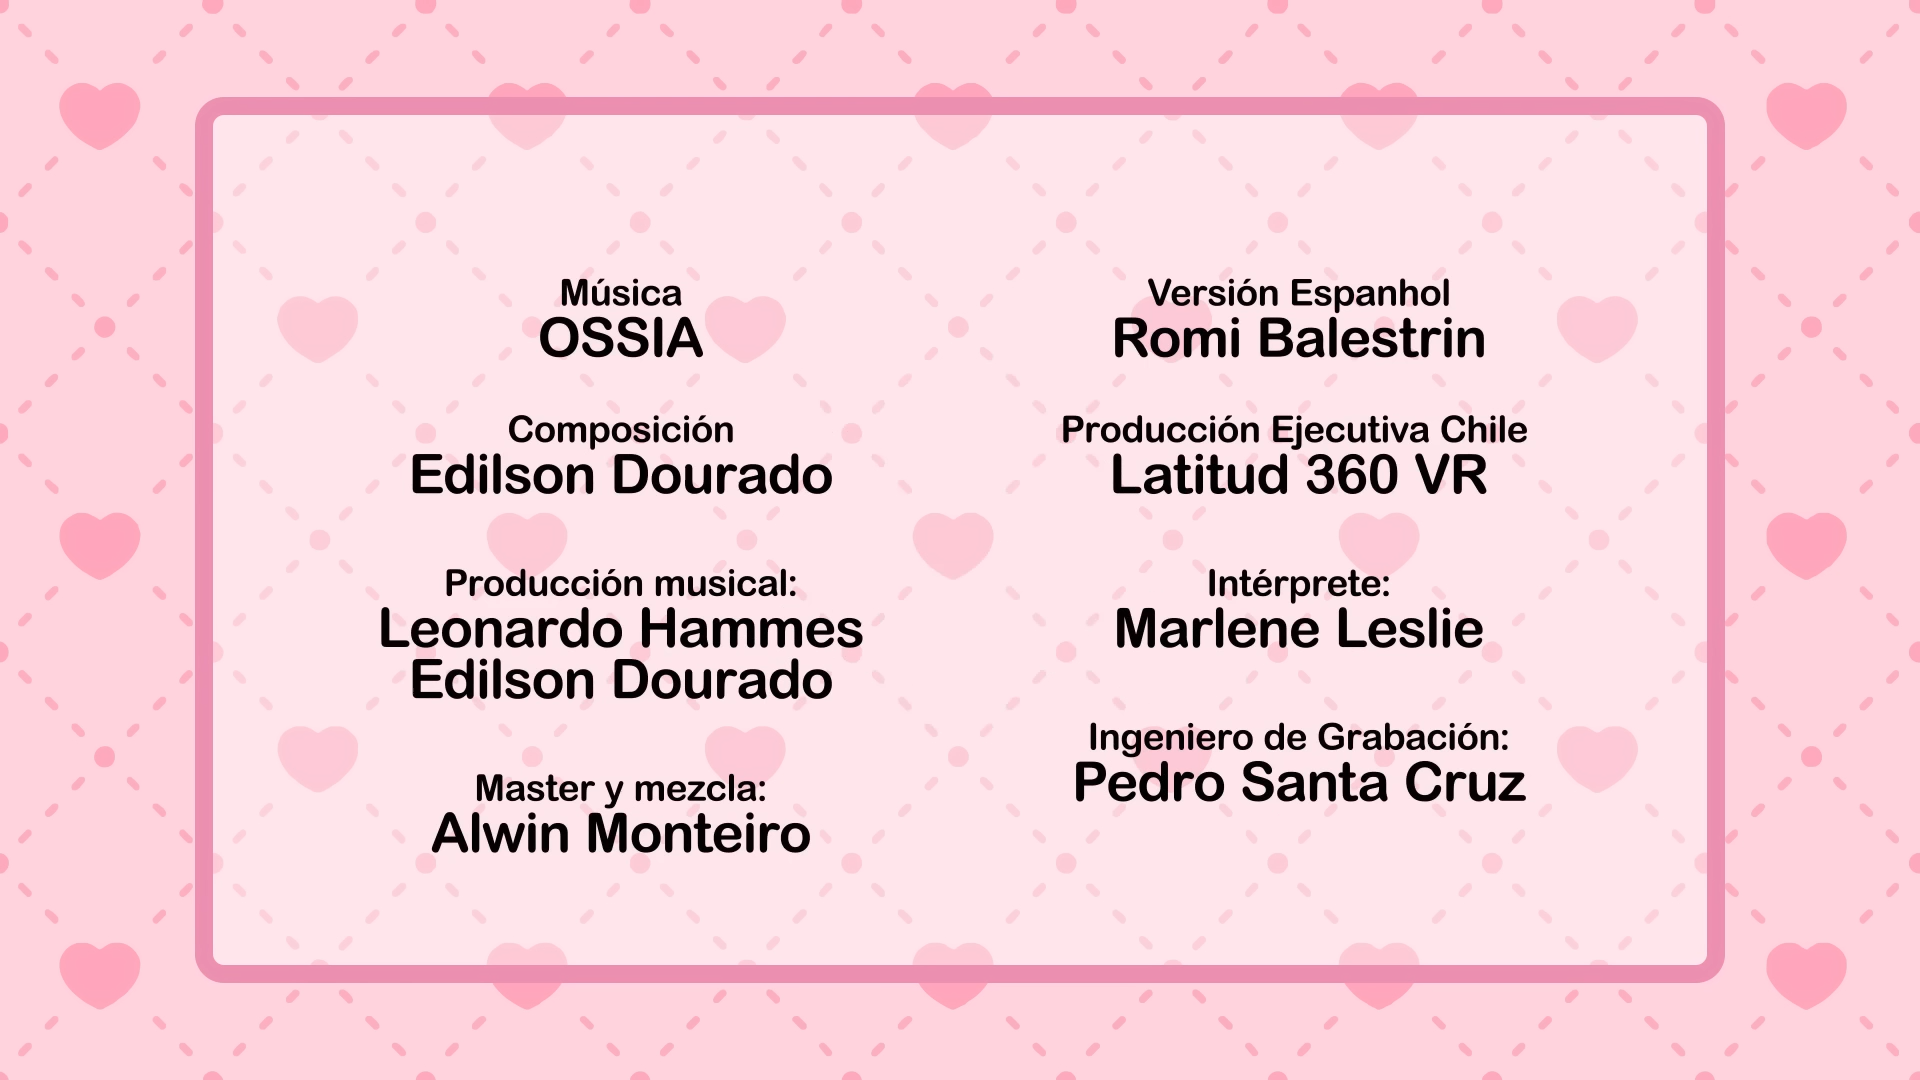 Música
OSSIA
Composición
Edilson Dourado
Producción musical:
Leonardo Hammes
Edilson Dourado
Master y mezcla:
Alwin Monteiro
Versión Espanhol
Romi Balestrin
Producción Ejecutiva Chile
Latitud 360 VR
Intérprete:
Marlene Leslie
Ingeniero de Grabación:
Pedro Santa Cruz